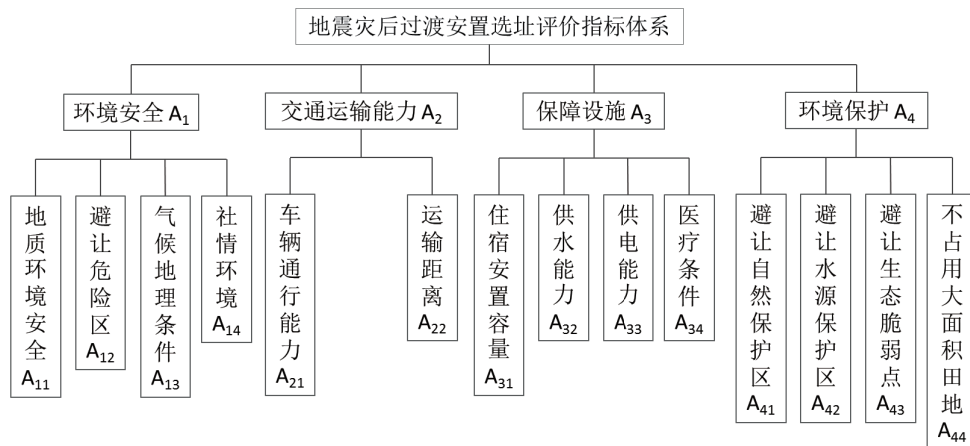 地震灾后过渡安置选址评价指标体系
环境安全 A1
交通运输能力 A2
保障设施 A3
环境保护 A4
地质环境安全 A11
避让危险区 A12
气候地理条件 A13
社情环境 A14
车辆通行能力 A21
运输距离 A22
住宿安置容量 A31
供水能力 A32
供电能力 A33
医疗条件 A34
避让自然保护区 A41
避让水源保护区 A42
避让生态脆弱点 A43
不占用大面积田地 A44